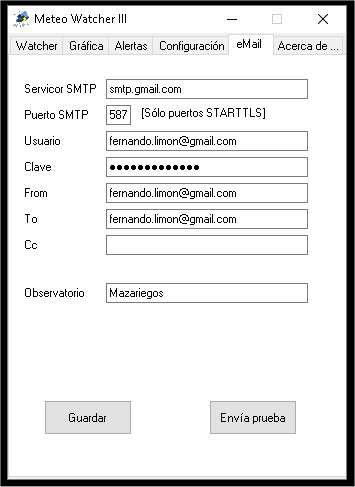 Meteo Watcher III
Watcher Gráfica Alertas Configuración eMail Acerca de ...
Servicor SMTP smtp.gmail.com
Puerto SMTP 587 [Sólo puertos STARTTLS]
Usuario fernando.limon@gmail.com
Clave ●●●●●●●●●●●●●
From fernando.limon@gmail.com
To fernando.limon@gmail.com
Cc
Observatorio Mazariegos
Guardar Envía prueba